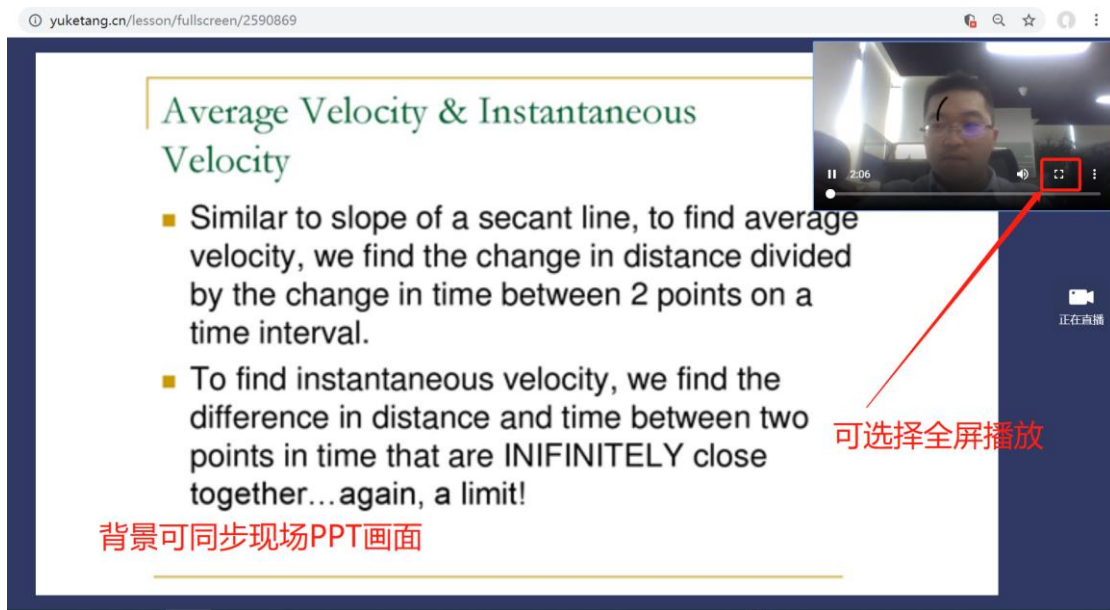 yuketang.cn/lesson/fullscreen/2590869
Average Velocity & Instantaneous
Velocity
2:06
Similar to slope of a secant line, to find average
velocity, we find the change in distance divided
by the change in time between 2 points on a
time interval.
正在直播
To find instantaneous velocity, we find the
difference in distance and time between two
points in time that are INIFINITELY close
together…again, a limit!
可选择全屏播放
背景可同步现场PPT画面